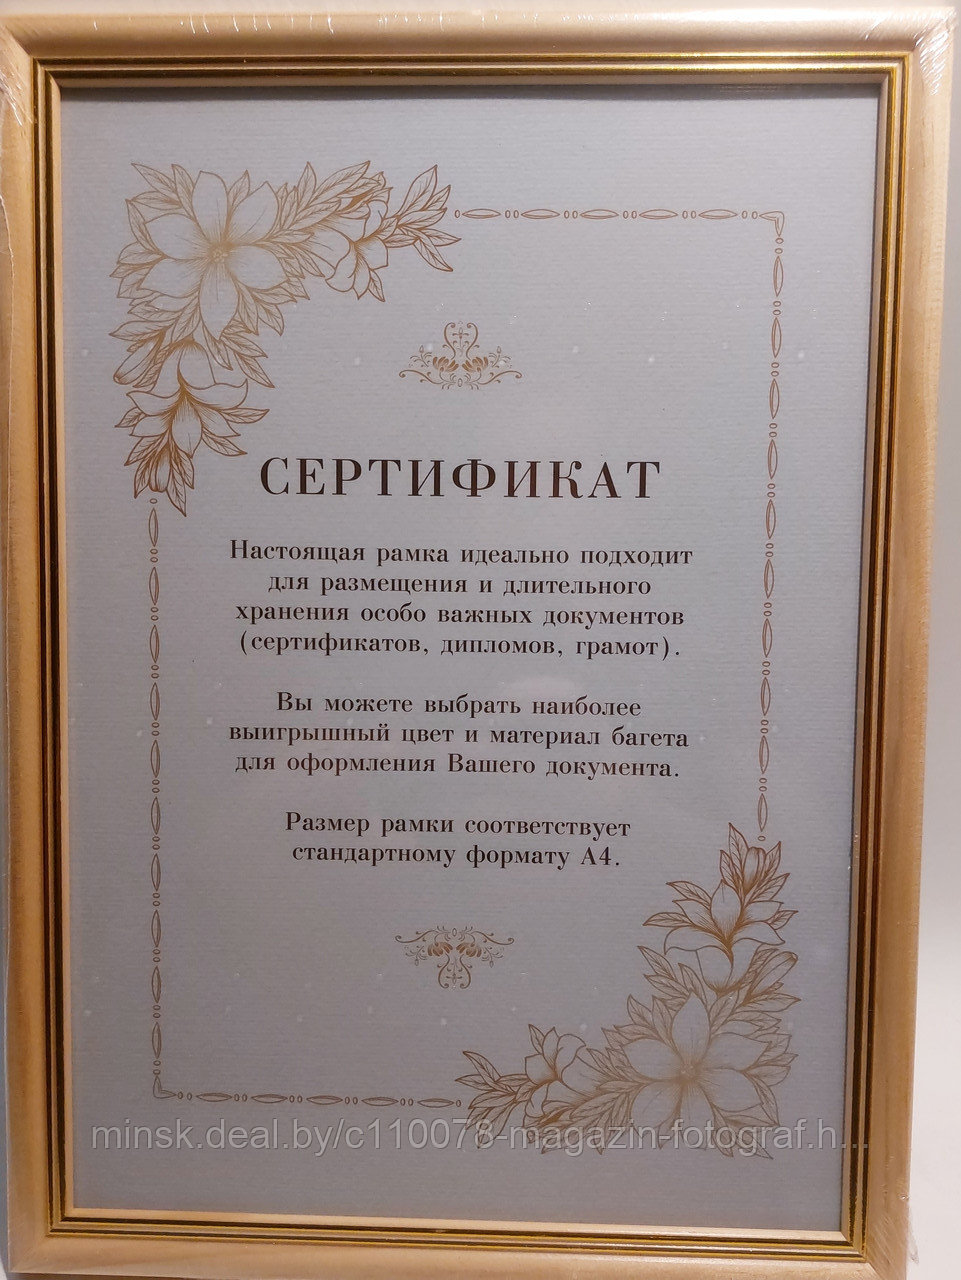 СЕРТИФИКАТ
Настоящая рамка идеально подходит
для размещения и длительного
хранения особо важных документов
(сертификатов, дипломов, грамот).
Вы можете выбрать наиболее
выигрышный цвет и материал багета
для оформления Вашего документа.
Размер рамки соответствует
стандартному формату А4.
minsk.deal.by/c110078-magazin-fotograf.h...